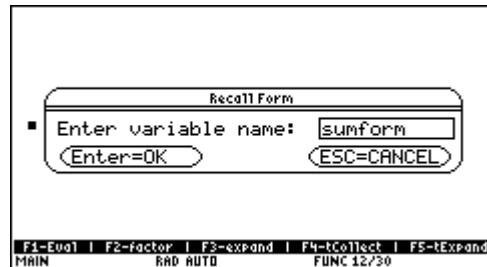 Recall Form
Enter variable name: sumform
Enter=OK ESC=CANCEL
F1-Eval | F2-factor | F3-expand | F4-tCollect | F5-tExpand
MAIN RAD AUTO FUNC 12/30